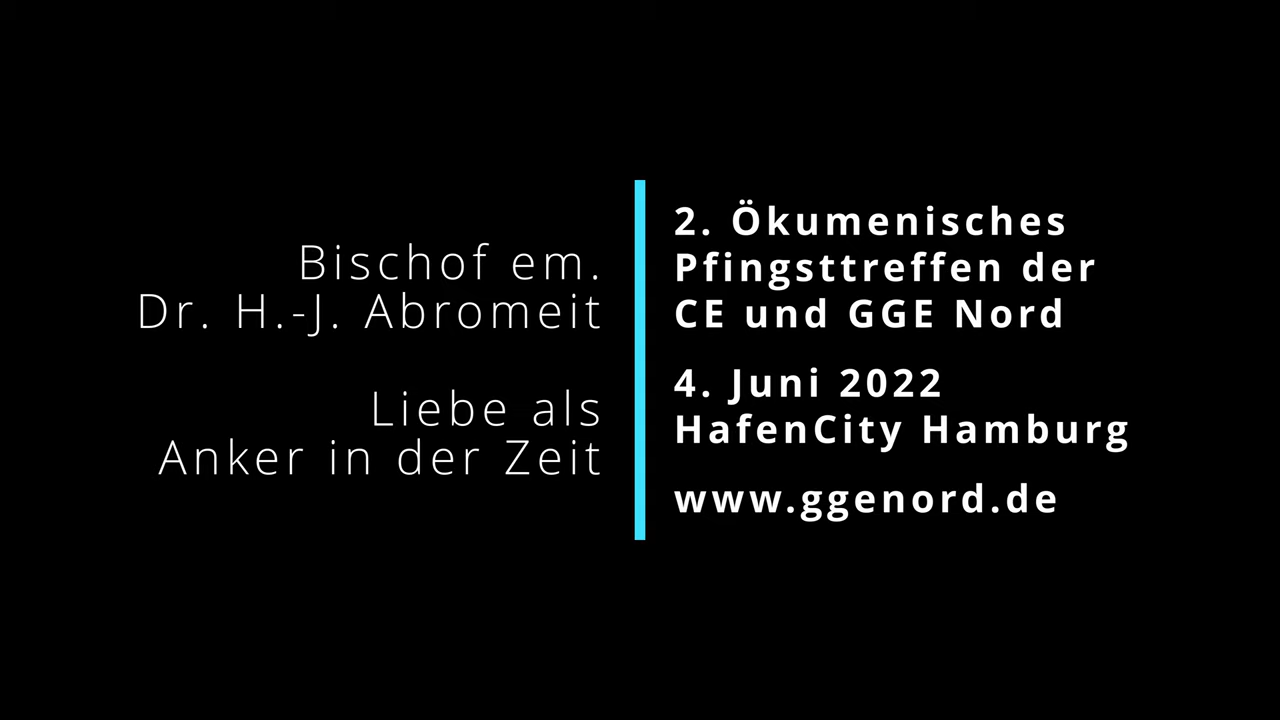 Bischof em.
Dr. H.-J. Abromeit
Liebe als
Anker in der Zeit
2. Ökumenisches
Pfingsttreffen der
CE und GGE Nord
4. Juni 2022
HafenCity Hamburg
www.ggenord.de